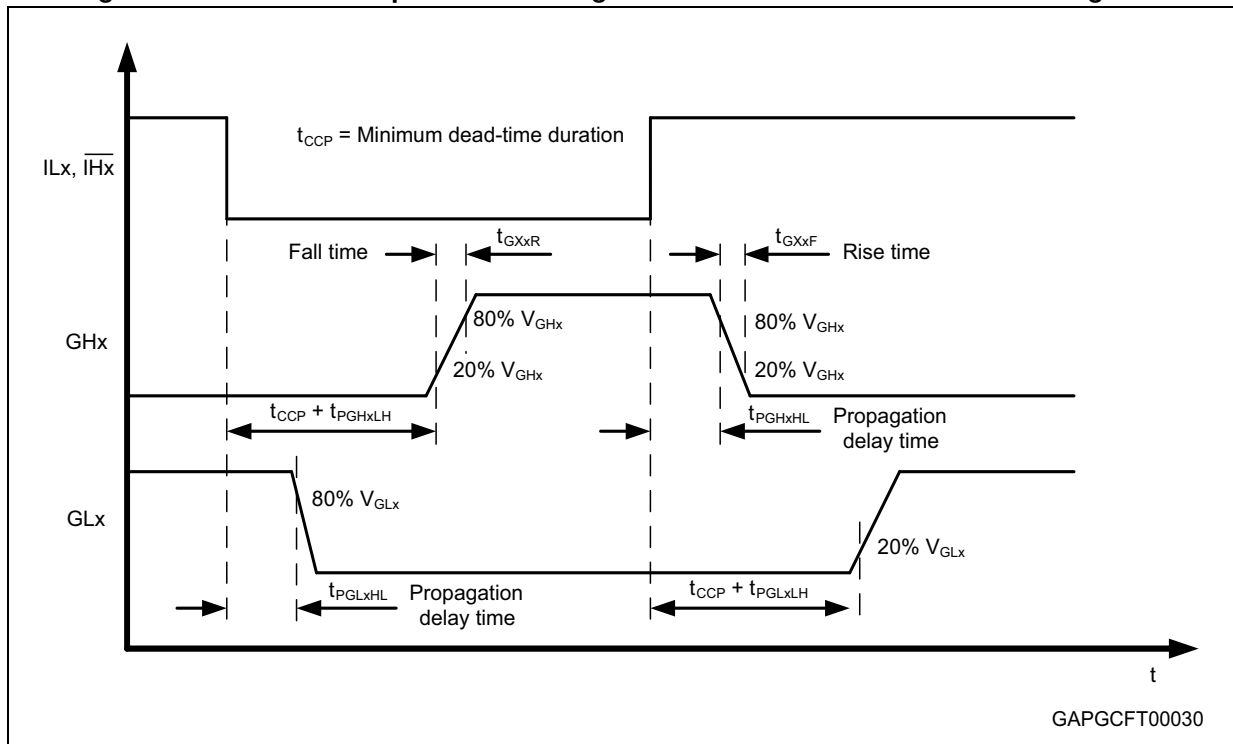 t_CCP = Minimum dead-time duration
ILx, I̅H̅x̅
Fall time
t_GXxR
t_GXxF
Rise time
GHx
80% V_GHx
20% V_GHx
80% V_GHx
20% V_GHx
t_CCP + t_PGHxLH
t_PGHxHL
Propagation
delay time
GLx
80% V_GLx
20% V_GLx
t_PGLxHL
Propagation
delay time
t_CCP + t_PGLxLH
t
GAPGCFT00030